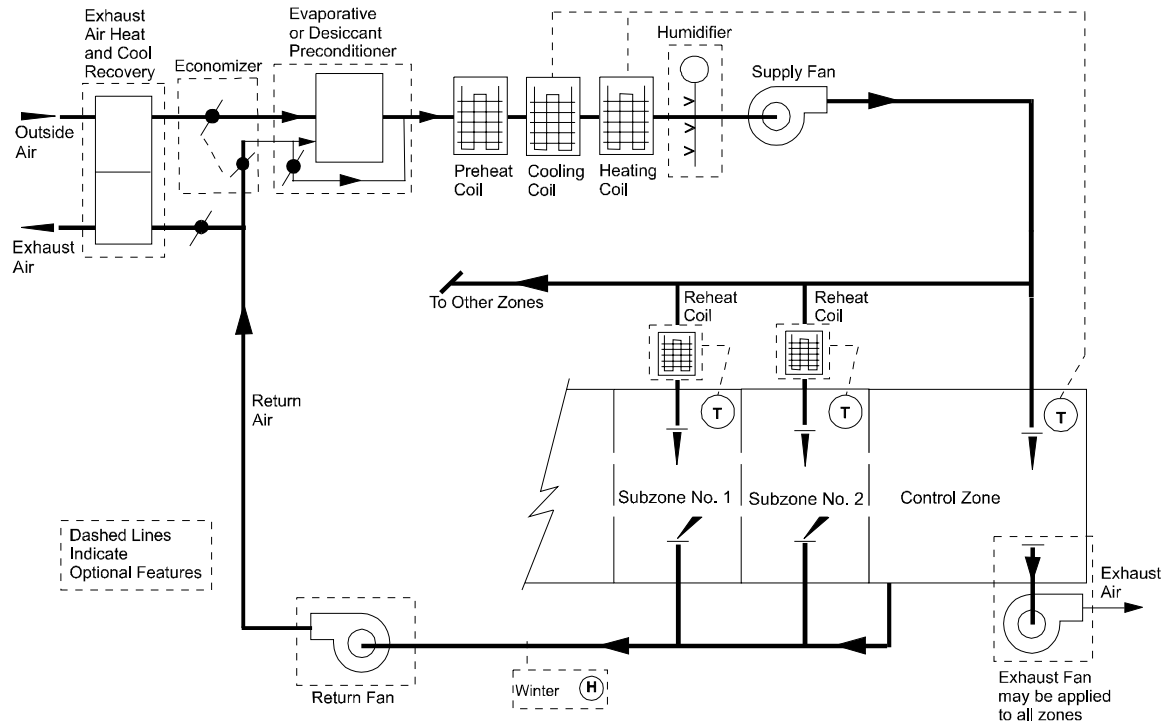 Exhaust
Air Heat
and Cool
Recovery
Economizer
Evaporative
or Desiccant
Preconditioner
Humidifier
Supply Fan
Outside
Air
Exhaust
Air
Preheat
Coil
Cooling
Coil
Heating
Coil
To Other Zones
Reheat
Coil
Reheat
Coil
T
T
T
Return
Air
Subzone No. 1
Subzone No. 2
Control Zone
Dashed Lines
Indicate
Optional Features
Exhaust
Air
Return Fan
Winter
H
Exhaust Fan
may be applied
to all zones